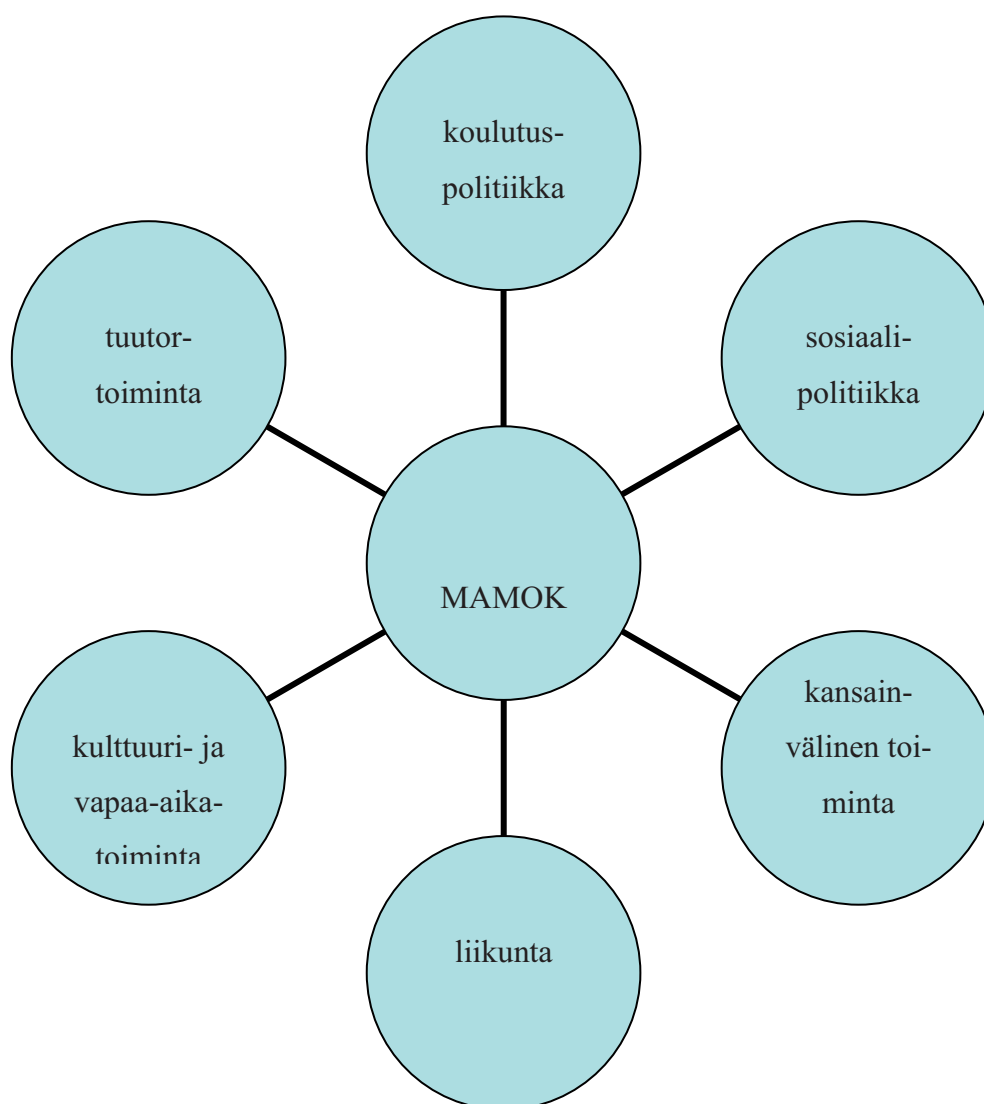 koulutus-
politiikka
tuutor-
toiminta
sosiaali-
politiikka
MAMOK
kulttuuri- ja
vapaa-aika-
toiminta
kansain-
välinen toi-
minta
liikunta